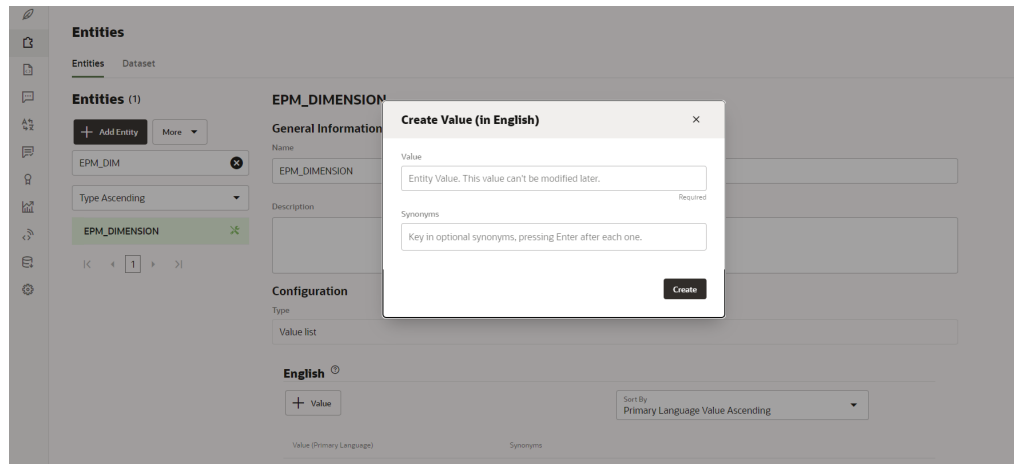 Entities
Entities Dataset
Entities (1)
+ Add Entity More
EPM_DIM
Type Ascending
EPM_DIMENSION
1
EPM_DIMENSION
General Information
Name
EPM_DIMENSION
Description
Configuration
Type
Value list
English
+ Value
Sort By
Primary Language Value Ascending
Value (Primary Language) Synonyms
Create Value (in English)
Value
Entity Value. This value can't be modified later.
Required
Synonyms
Key in optional synonyms, pressing Enter after each one.
Create